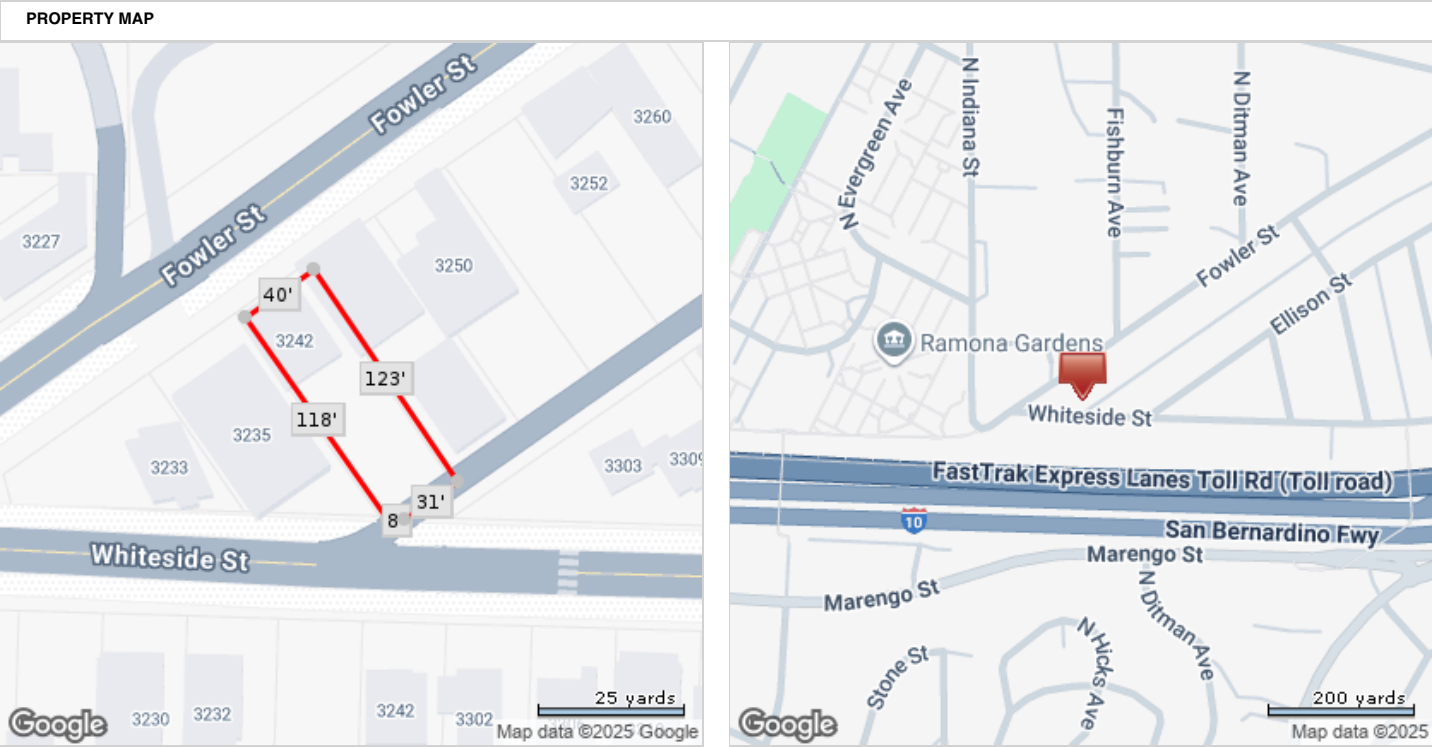 PROPERTY MAP
Fowler St
3260
3252
Fowler St
3227
3250
40'
3242
123'
118'
3235
3233
3303
3309
31'
8
Whiteside St
25 yards
3230
3232
3242
3302
Google
Map data ©2025 Google
N Evergreen Ave
N Indiana St
Fishburn Ave
N Ditman Ave
Fowler St
Ellison St
Ramona Gardens
Whiteside St
FastTrak Express Lanes Toll Rd (Toll road)
10
San Bernardino Fwy
Marengo St
Marengo St
N Ditman Ave
N Hicks Ave
Stone St
200 yards
Google
Map data ©2025